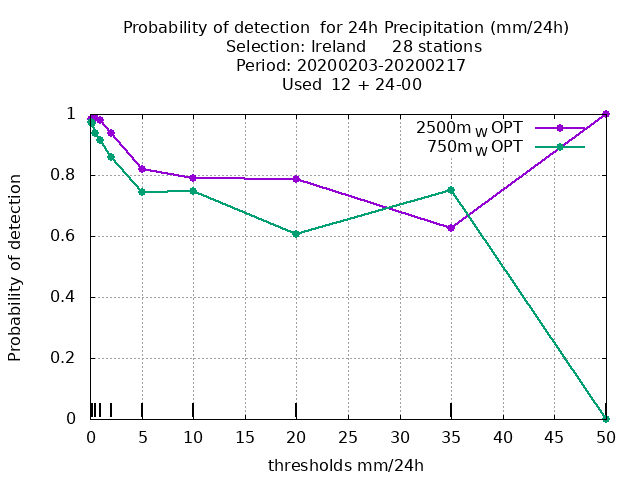 Probability of detection  for 24h Precipitation (mm/24h)
Selection: Ireland     28 stations
Period: 20200203-20200217
Used  12 + 24-00
2500m W OPT
750m W OPT
Probability of detection
1
0.8
0.6
0.4
0.2
0
0 5 10 15 20 25 30 35 40 45 50
thresholds mm/24h